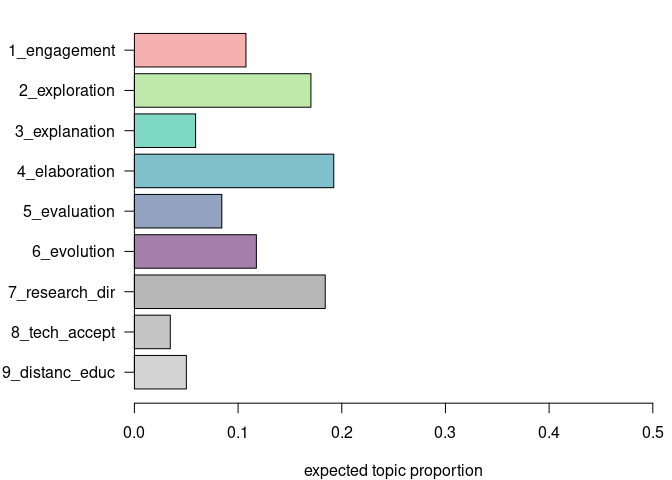 1_engagement
2_exploration
3_explanation
4_elaboration
5_evaluation
6_evolution
7_research_dir
8_tech_accept
9_distanc_educ
0.0 0.1 0.2 0.3 0.4 0.5
expected topic proportion